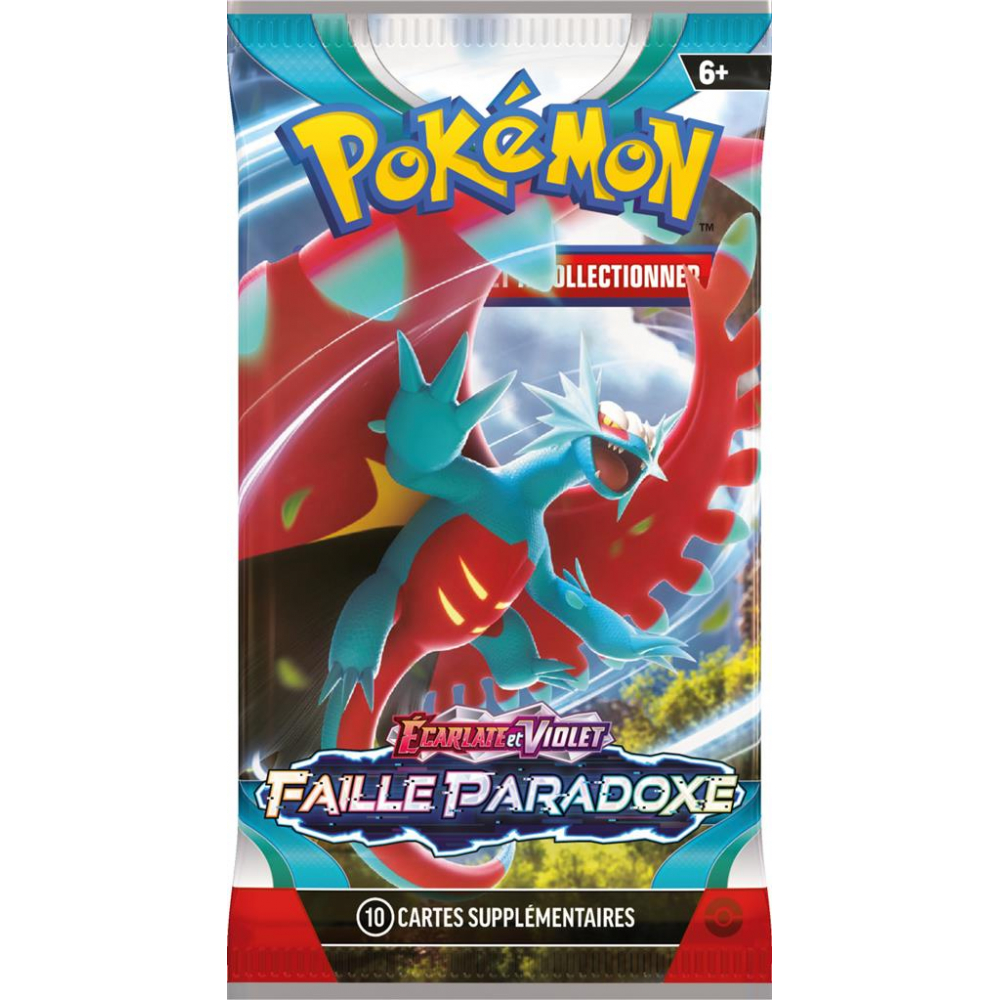 6+
POKÉMON
TM
COLLECTIONNER
ÉCARLATE et VIOLET
FAILLE PARADOXE
10 CARTES SUPPLÉMENTAIRES